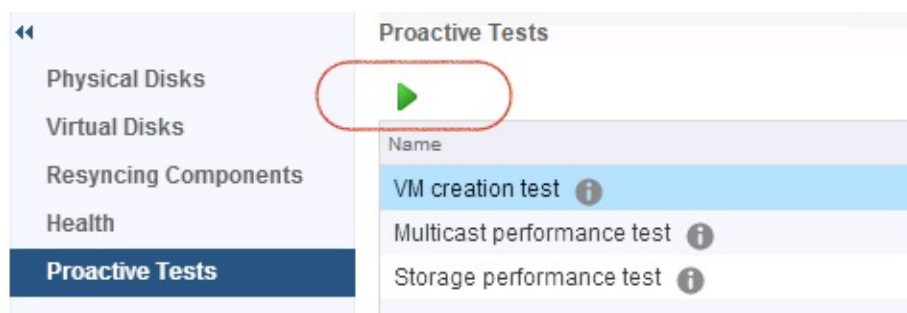 Physical Disks
Virtual Disks
Resyncing Components
Health
Proactive Tests
Proactive Tests
Name
VM creation test
Multicast performance test
Storage performance test